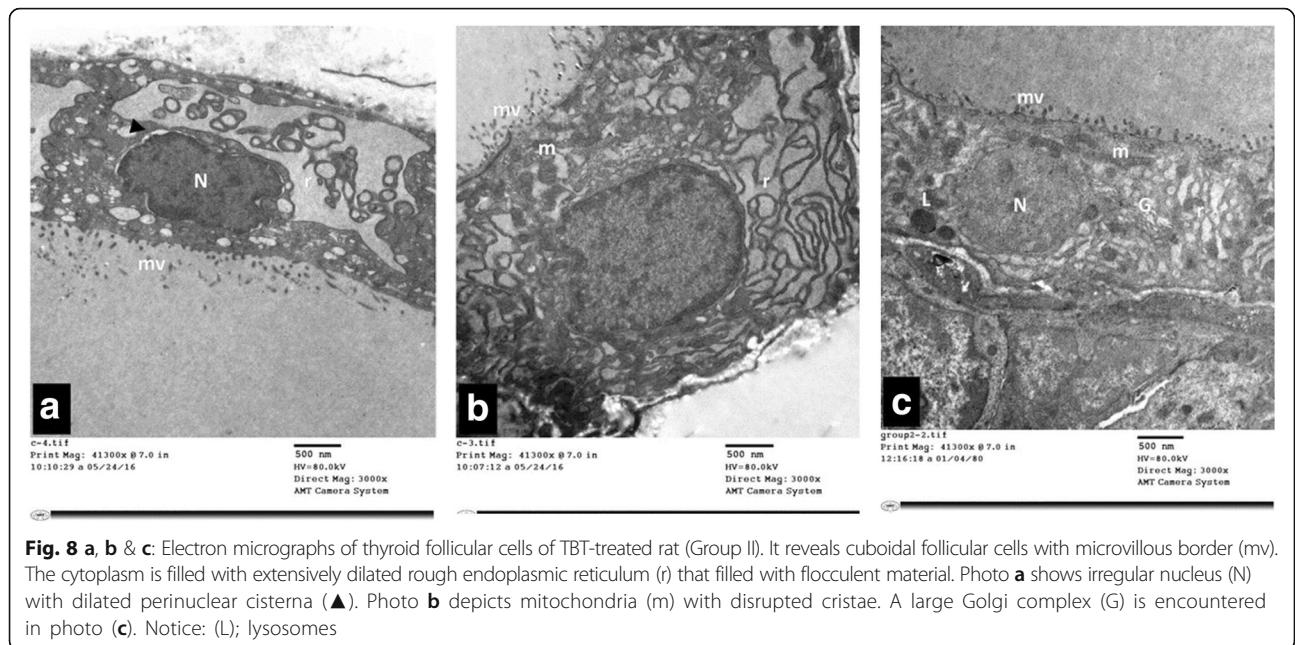 mv
N
r
mv
a
mv
m
r
b
mv
m
L
N
G
r
c
c-4.tif
Print Mag: 41300x @ 7.0 in
10:10:29 a 05/24/16
500 nm
HV=80.0kV
Direct Mag: 3000x
AMT Camera System
c-3.tif
Print Mag: 41300x @ 7.0 in
10:07:12 a 05/24/16
500 nm
HV=80.0kV
Direct Mag: 3000x
AMT Camera System
group2-2.tif
Print Mag: 41300x @ 7.0 in
12:16:18 a 01/04/80
500 nm
HV=80.0kV
Direct Mag: 3000x
AMT Camera System
Fig. 8 a, b & c: Electron micrographs of thyroid follicular cells of TBT-treated rat (Group II). It reveals cuboidal follicular cells with microvillous border (mv).
The cytoplasm is filled with extensively dilated rough endoplasmic reticulum (r) that filled with flocculent material. Photo a shows irregular nucleus (N)
with dilated perinuclear cisterna (▲). Photo b depicts mitochondria (m) with disrupted cristae. A large Golgi complex (G) is encountered
in photo (c). Notice: (L); lysosomes